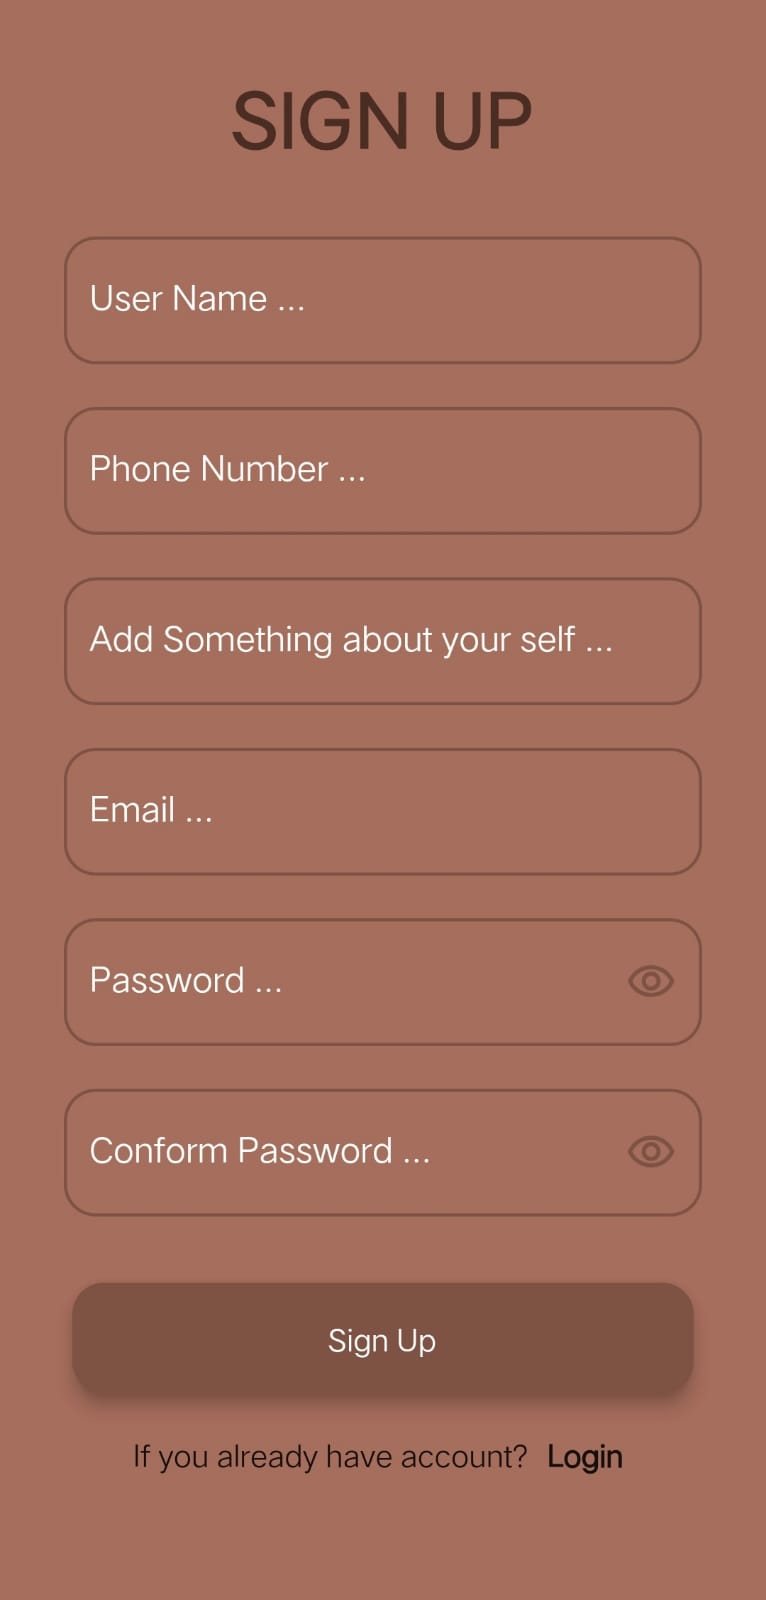 SIGN UP
User Name ...
Phone Number ...
Add Something about your self ...
Email ...
Password ...
Conform Password ...
Sign Up
If you already have account? Login